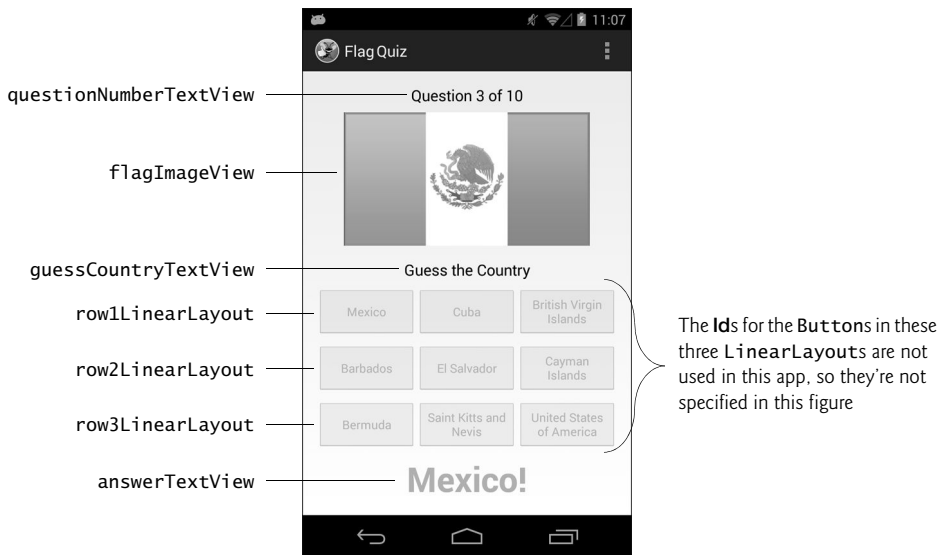 11:07
Flag Quiz
questionNumberTextView
Question 3 of 10
flagImageView
guessCountryTextView
Guess the Country
row1LinearLayout
Mexico
Cuba
British Virgin
Islands
row2LinearLayout
Barbados
El Salvador
Cayman
Islands
row3LinearLayout
Bermuda
Saint Kitts and
Nevis
United States
of America
answerTextView
Mexico!
The Ids for the Buttons in these
three LinearLayouts are not
used in this app, so they're not
specified in this figure